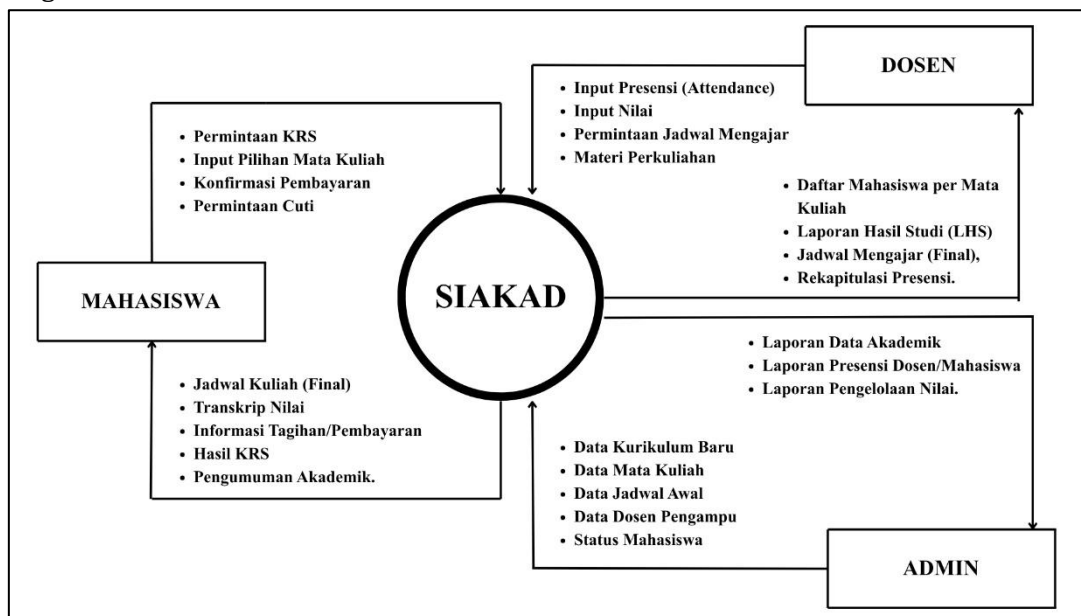 DOSEN
• Input Presensi (Attendance)
• Input Nilai
• Permintaan Jadwal Mengajar
• Materi Perkuliahan
• Permintaan KRS
• Input Pilihan Mata Kuliah
• Konfirmasi Pembayaran
• Permintaan Cuti
• Daftar Mahasiswa per Mata
Kuliah
• Laporan Hasil Studi (LHS)
• Jadwal Mengajar (Final),
• Rekapitulasi Presensi.
MAHASISWA
SIAKAD
• Laporan Data Akademik
• Laporan Presensi Dosen/Mahasiswa
• Laporan Pengelolaan Nilai.
• Jadwal Kuliah (Final)
• Transkrip Nilai
• Informasi Tagihan/Pembayaran
• Hasil KRS
• Pengumuman Akademik.
• Data Kurikulum Baru
• Data Mata Kuliah
• Data Jadwal Awal
• Data Dosen Pengampu
• Status Mahasiswa
ADMIN